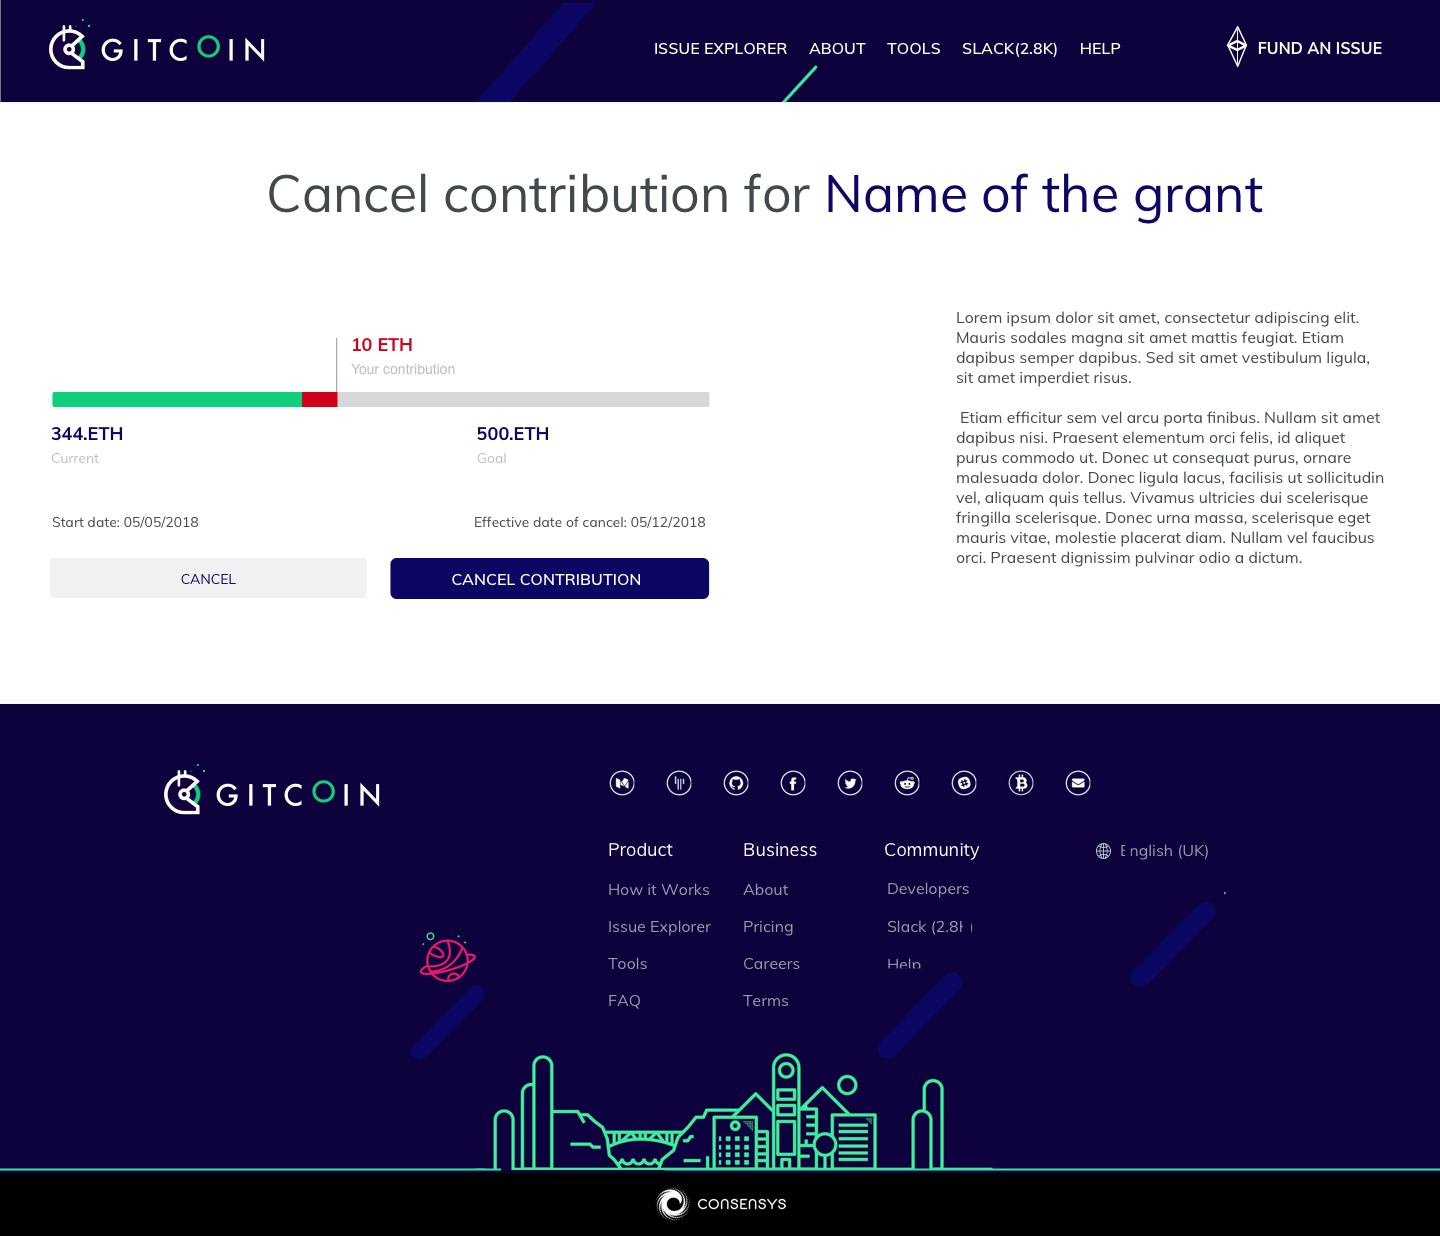 GITCOIN
ISSUE EXPLORER ABOUT TOOLS SLACK(2.8K) HELP FUND AN ISSUE
Cancel contribution for Name of the grant
10 ETH
Your contribution
344.ETH
Current
500.ETH
Goal
Start date: 05/05/2018
Effective date of cancel: 05/12/2018
CANCEL
CANCEL CONTRIBUTION
Lorem ipsum dolor sit amet, consectetur adipiscing elit.
Mauris sodales magna sit amet mattis feugiat. Etiam
dapibus semper dapibus. Sed sit amet vestibulum ligula,
sit amet imperdiet risus.
Etiam efficitur sem vel arcu porta finibus. Nullam sit amet
dapibus nisi. Praesent elementum orci felis, id aliquet
purus commodo ut. Donec ut consequat purus, ornare
malesuada dolor. Donec ligula lacus, facilisis ut sollicitudin
vel, aliquam quis tellus. Vivamus ultricies dui scelerisque
fringilla scelerisque. Donec urna massa, scelerisque eget
mauris vitae, molestie placerat diam. Nullam vel faucibus
orci. Praesent dignissim pulvinar odio a dictum.
GITCOIN
Product
How it Works
Issue Explorer
Tools
FAQ
Business
About
Pricing
Careers
Terms
Community
Developers
Slack (2.8K)
Help
English (UK)
CONSENSYS